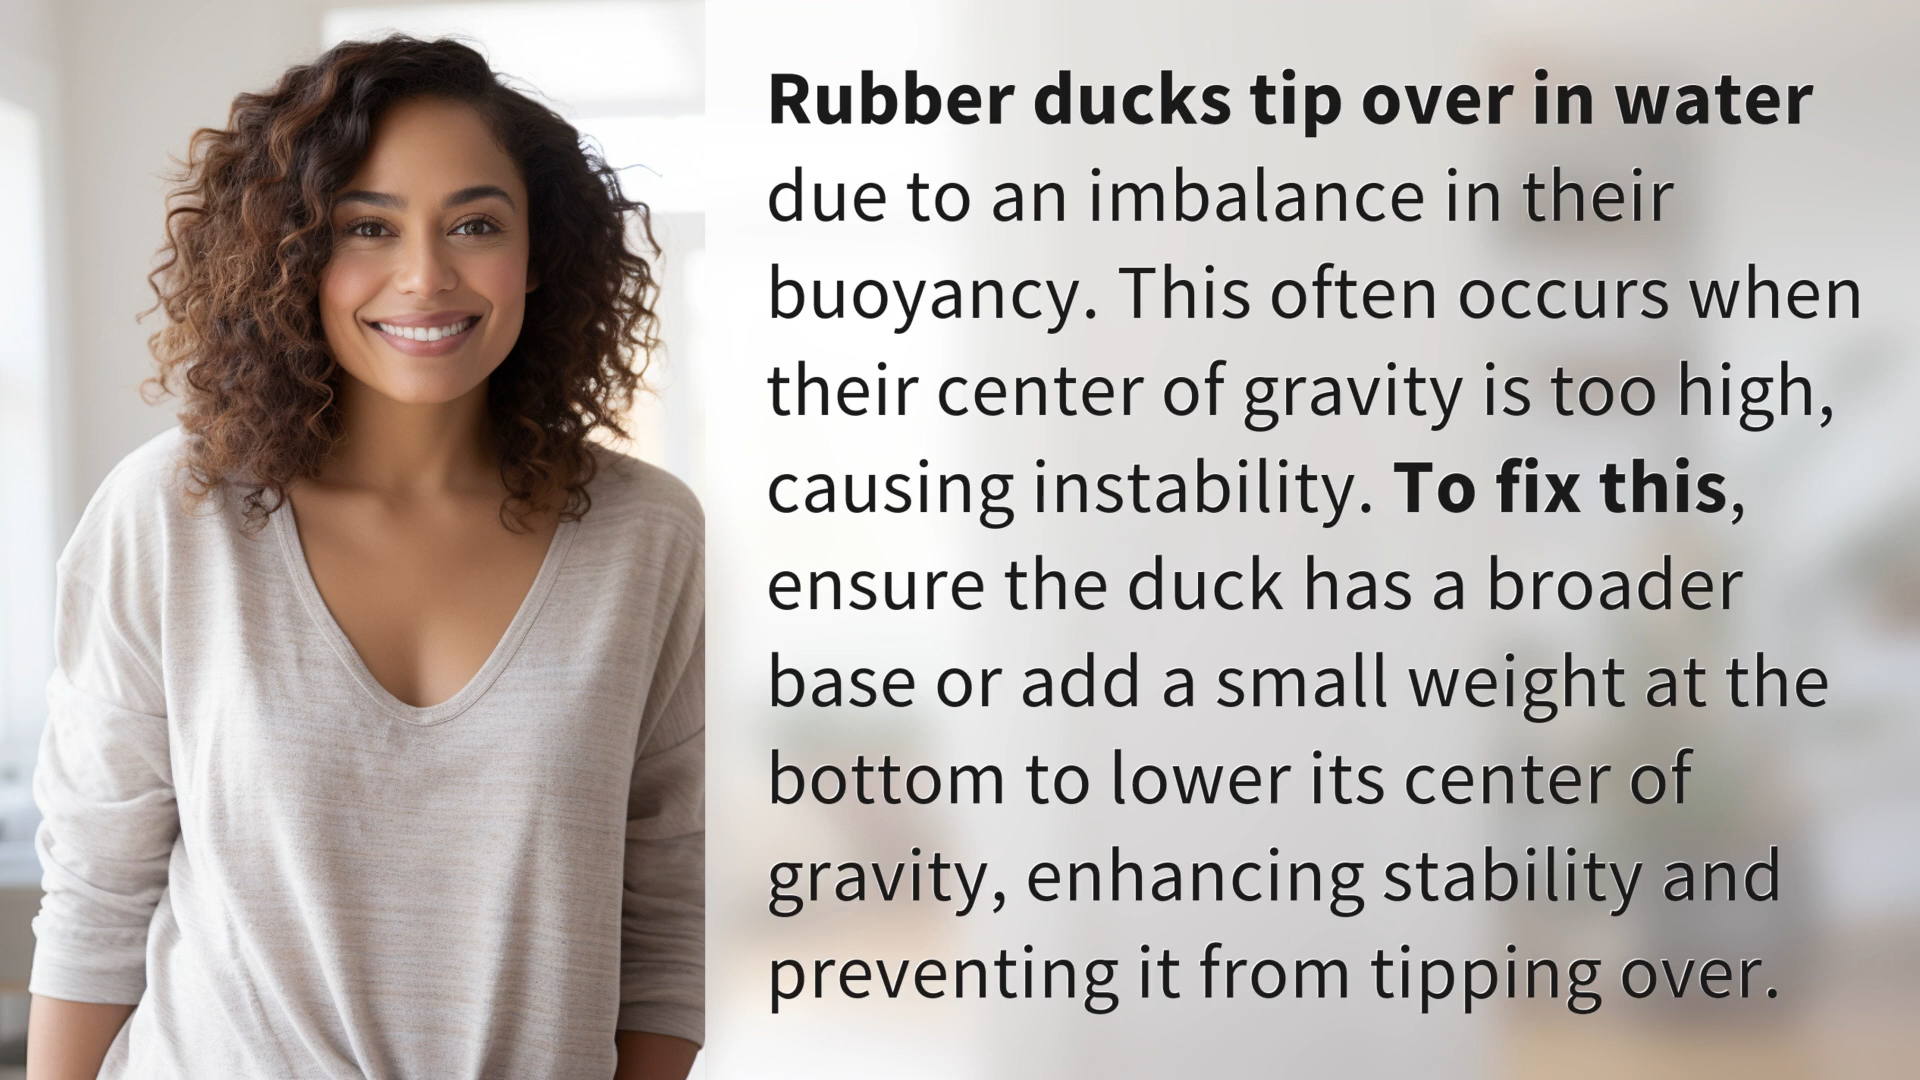 Rubber ducks tip over in water
due to an imbalance in their
buoyancy. This often occurs when
their center of gravity is too high,
causing instability. To fix this,
ensure the duck has a broader
base or add a small weight at the
bottom to lower its center of
gravity, enhancing stability and
preventing it from tipping over.